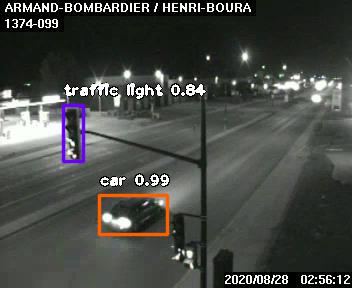 ARMAND-BOMBARDIER / HENRI-BOURA
1374-099
traffic light 0.84
car 0.99
2020/08/28 02:56:12